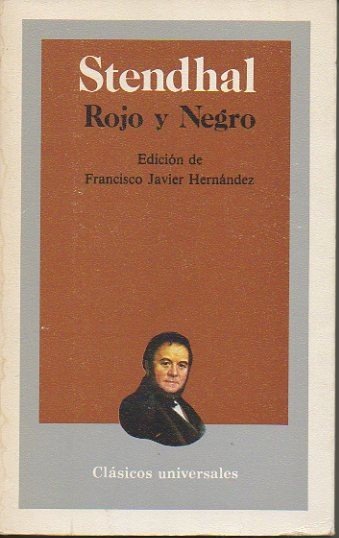 Stendhal
Rojo y Negro
Edición de
Francisco Javier Hernández
Clásicos universales